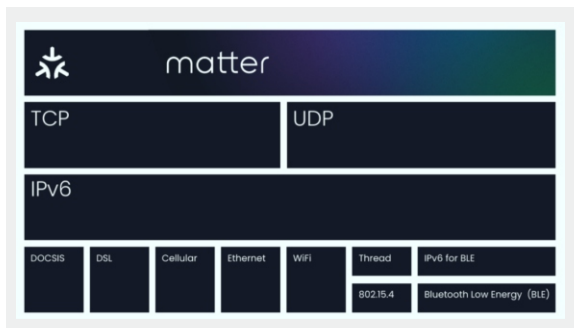 matter
TCP
UDP
IPv6
DOCSIS
DSL
Cellular
Ethernet
WiFi
Thread
IPv6 for BLE
802.15.4
Bluetooth Low Energy (BLE)